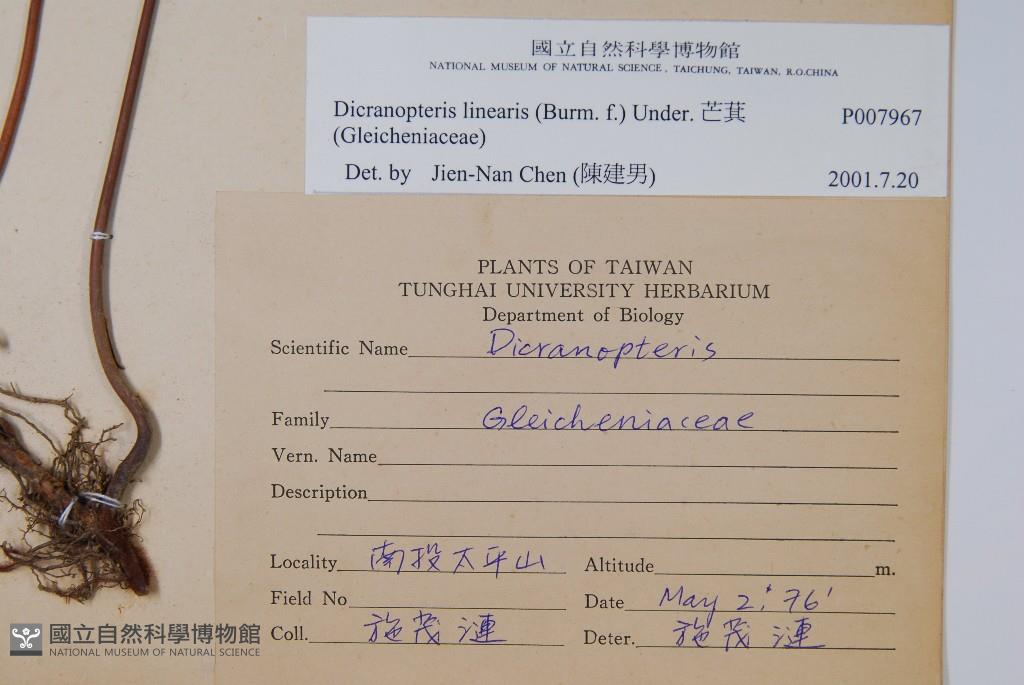 國立自然科學博物館
NATIONAL MUSEUM OF NATURAL SCIENCE, TAICHUNG, TAIWAN, R.O.CHINA
Dicranopteris linearis (Burm. f.) Under. 芒萁 P007967
(Gleicheniaceae)
Det. by Jien-Nan Chen (陳建男) 2001.7.20
PLANTS OF TAIWAN
TUNGHAI UNIVERSITY HERBARIUM
Department of Biology
Scientific Name Dicranopteris
Family Gleicheniaceae
Vern. Name
Description
Locality 南投太平山 Altitude m.
Field No Date May 2.' 76'
Coll. 施茂漣 Deter. 施茂漣
國立自然科學博物館
NATIONAL MUSEUM OF NATURAL SCIENCE